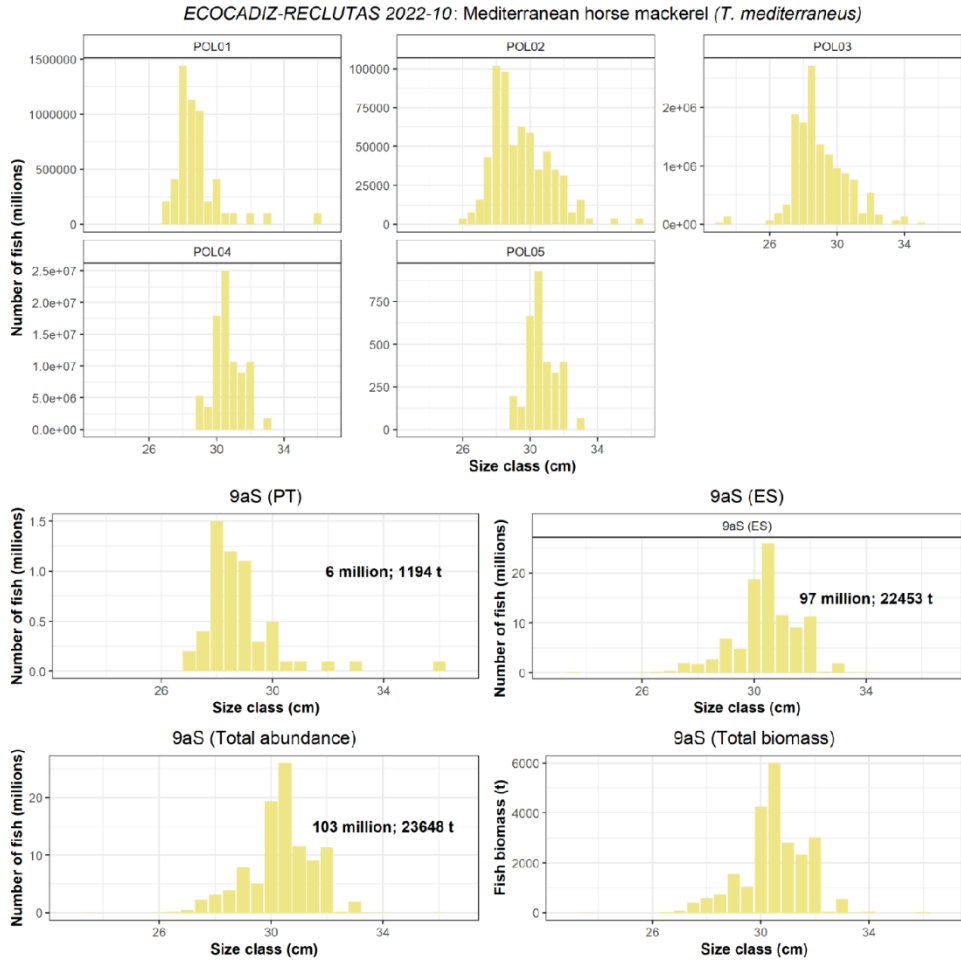 ECOCADIZ-RECLUTAS 2022-10: Mediterranean horse mackerel (T. mediterraneus)
POL01
POL02
POL03
1500000
1000000
500000
0
100000
75000
50000
25000
0
2e+06
1e+06
0e+00
26
30
34
POL04
POL05
2.5e+07
2.0e+07
1.5e+07
1.0e+07
5.0e+06
0.0e+00
750
500
250
0
26
30
34
26
30
34
Number of fish (millions)
Size class (cm)
9aS (PT)
1.5
1.0
0.5
0.0
6 million; 1194 t
26
30
34
Number of fish (millions)
Size class (cm)
9aS (ES)
9aS (ES)
20
10
0
97 million; 22453 t
26
30
34
Number of fish (millions)
Size class (cm)
9aS (Total abundance)
20
10
0
103 million; 23648 t
26
30
34
Number of fish (millions)
Size class (cm)
9aS (Total biomass)
6000
4000
2000
0
26
30
34
Fish biomass (t)
Size class (cm)